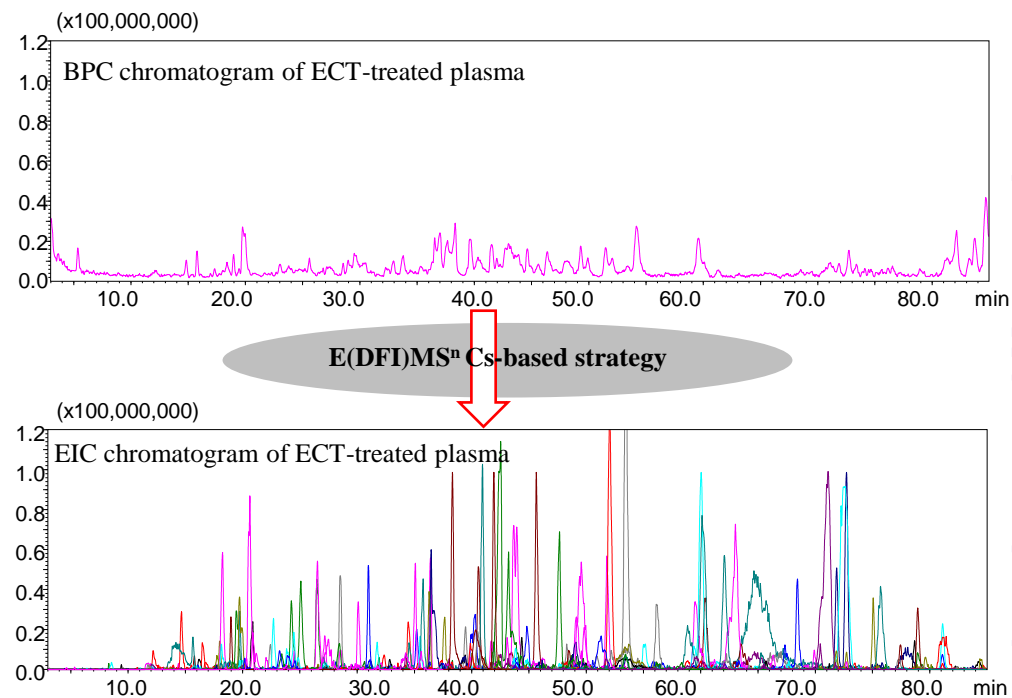 (x100,000,000)
1.2
BPC chromatogram of ECT-treated plasma
1.0
0.8
0.6
0.4
0.2
0.0
10.0 20.0 30.0 40.0 50.0 60.0 70.0 80.0 min
E(DFI)MSⁿ Cs-based strategy
(x100,000,000)
1.2
EIC chromatogram of ECT-treated plasma
1.0
0.8
0.6
0.4
0.2
0.0
10.0 20.0 30.0 40.0 50.0 60.0 70.0 80.0 min